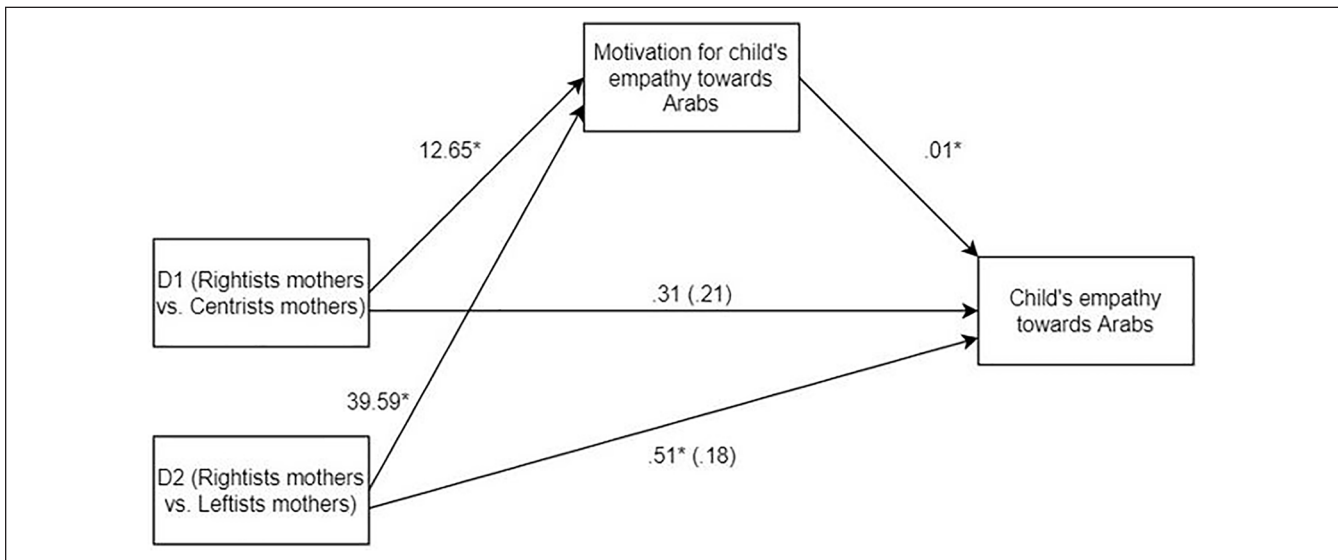 Motivation for child's
empathy towards
Arabs
12.65*
.01*
D1 (Rightists mothers
vs. Centrists mothers)
.31 (.21)
Child's empathy
towards Arabs
39.59*
.51* (.18)
D2 (Rightists mothers
vs. Leftists mothers)